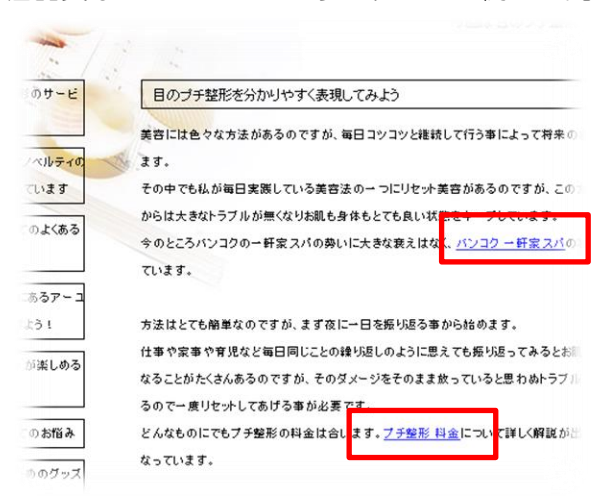 のサービ
ノベルティの
ています
のよくある
あるアーユ
よう！
が楽しめる
のお悩み
のグッズ
目のプチ整形を分かりやすく表現してみよう
美容には色々な方法があるのですが、毎日コツコツと継続して行う事によって将来の
ます。
その中でも私が毎日実践している美容法の一つにリセット美容があるのですが、この
からは大きなトラブルが無くなりお肌も身体もとても良い状態をキープしています。
今のところバンコクの一軒家スパの勢いに大きな衰えはなく、バンコク 一軒家スパの
ています。
方法はとても簡単なのですが、まず夜に一日を振り返る事から始めます。
仕事や家事や育児など毎日同じことの繰り返しのように思えても振り返ってみるとお
なることがたくさんあるのですが、そのダメージをそのまま放っていると思わぬトラブル
るので一度リセットしてあげる事が必要です。
どんなものにでもプチ整形の料金は合します。プチ整形 料金について詳しく解説が
なっています。